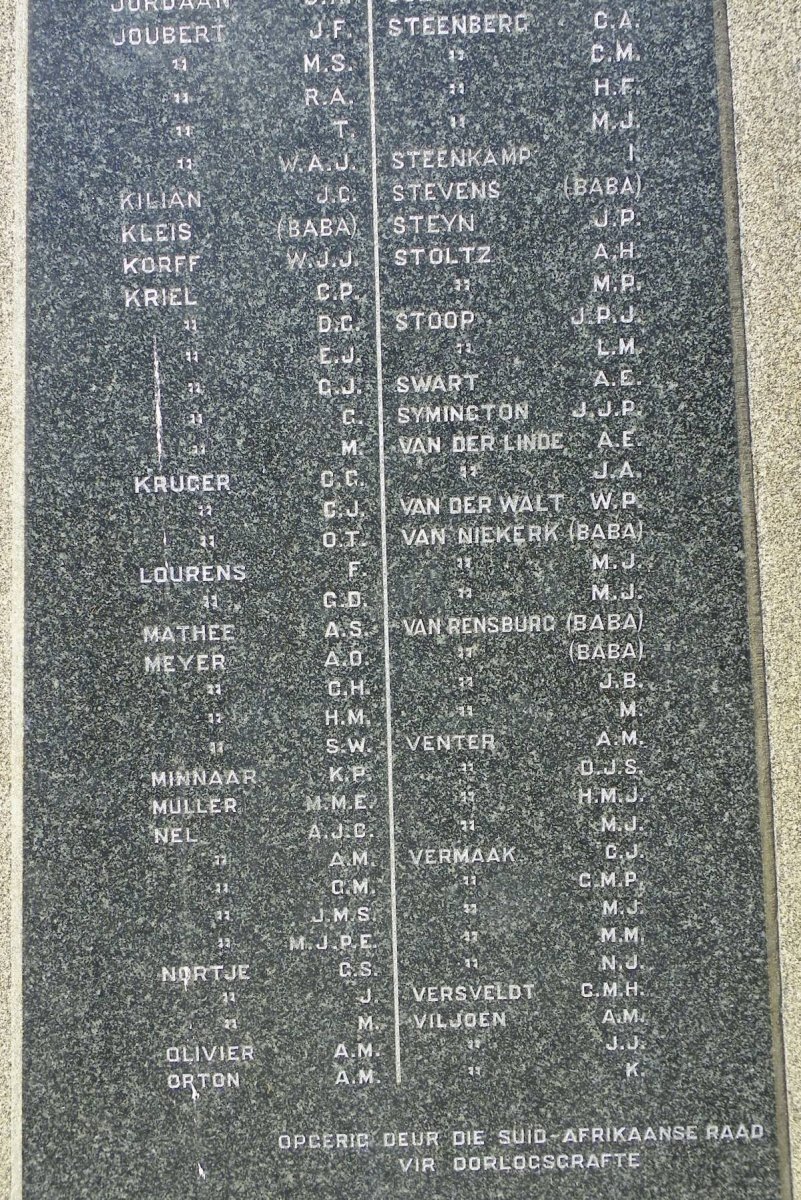 JORDAAN
JOUBERT J.F.
" M.S.
" R.A.
" T.
" W.A.J.
KILIAN J.C.
KLEIS (BABA)
KORFF W.J.J.
KRIEL C.P.
" D.C.
" E.J.
" G.J.
" G.
" M.
KRUGER C.C.
" C.J.
" O.T.
LOURENS F.
" G.D.
MATHEE A.S.
MEYER A.O.
" C.H.
" H.M.
" S.W.
MINNAAR K.P.
MULLER M.M.E.
NEL A.J.C.
" A.M.
" G.M.
" J.M.S.
" M.J.P.E.
NORTJE G.S.
" J.
" M.
OLIVIER A.M.
ORTON A.M.
STEENBERG C.A.
" C.M.
" H.F.
" M.J.
STEENKAMP I.
STEVENS (BABA)
STEYN J.P.
STOLTZ A.H.
" M.P.
STOOP J.P.J.
" L.M.
SWART A.E.
SYMINGTON J.J.P.
VAN DER LINDE A.E.
" J.A.
VAN DER WALT W.P.
VAN NIEKERK (BABA)
" M.J.
" M.J.
VAN RENSBURG (BABA)
" (BABA)
" J.B.
" M.
VENTER A.M.
" D.J.S.
" H.M.J.
" M.J.
VERMAAK C.J.
" G.M.P.
" M.J.
" M.M.
" N.J.
VERSVELDT C.M.H.
VILJOEN A.M.
" J.J.
" K.
OPGERIG DEUR DIE SUID-AFRIKAANSE RAAD
VIR OORLOGSGRAFTE